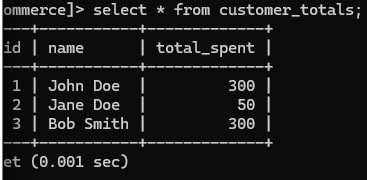 ommerce]> select * from customer_totals;
---+-----------+-------------+
id | name      | total_spent |
---+-----------+-------------+
 1 | John Doe  |         300 |
 2 | Jane Doe  |          50 |
 3 | Bob Smith |         300 |
---+-----------+-------------+
et (0.001 sec)